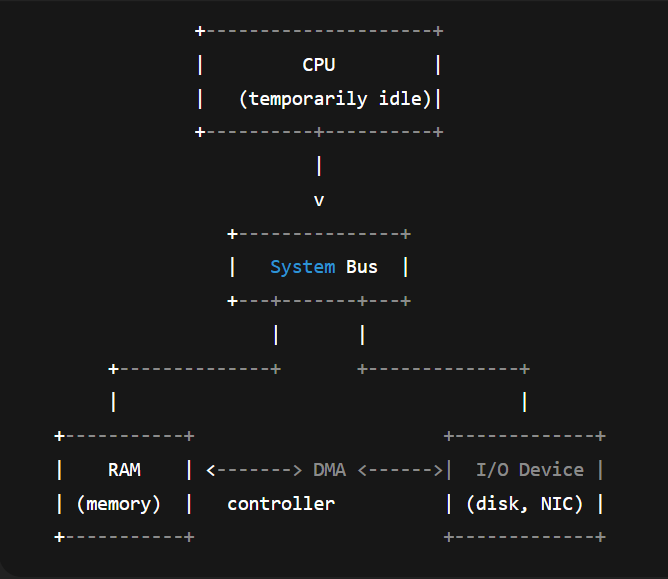 +---------------------+
|         CPU         |
|   (temporarily idle)|
+----------+----------+
|
v
+---------------+
|   System Bus  |
+---+-------+---+
|       |
+--------------+       +--------------+
|                                     |
+-----------+                       +-------------+
|    RAM    | <-------> DMA <------>|  I/O Device |
| (memory)  |   controller          | (disk, NIC) |
+-----------+                       +-------------+